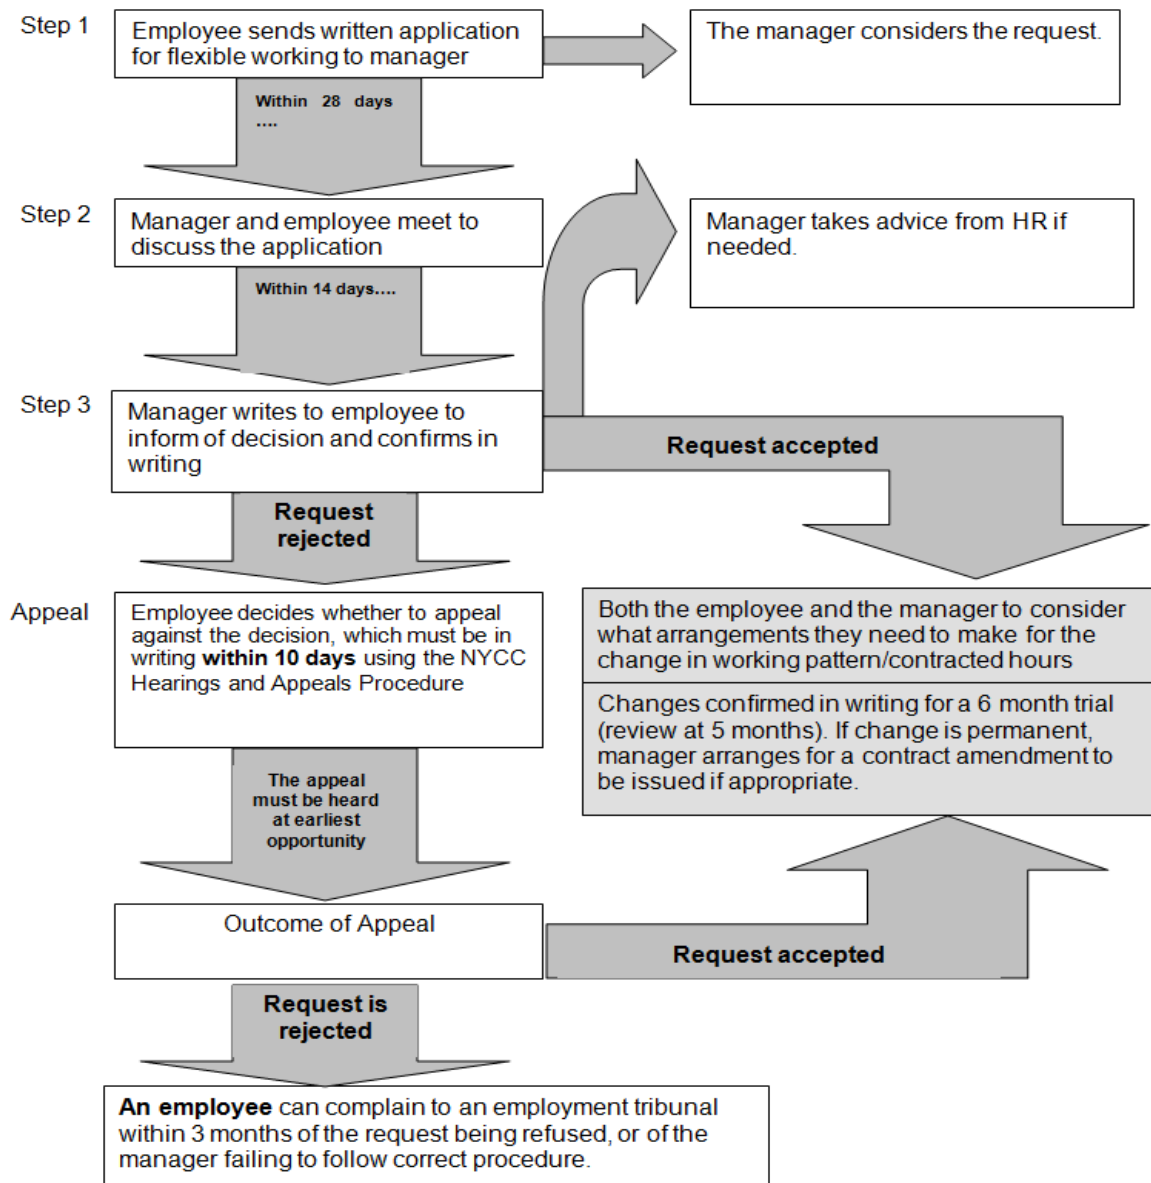 Step 1
Employee sends written application
for flexible working to manager
The manager considers the request.
Within 28 days
....
Step 2
Manager and employee meet to
discuss the application
Manager takes advice from HR if
needed.
Within 14 days....
Step 3
Manager writes to employee to
inform of decision and confirms in
writing
Request accepted
Request
rejected
Appeal
Employee decides whether to appeal
against the decision, which must be in
writing within 10 days using the NYCC
Hearings and Appeals Procedure
Both the employee and the manager to consider
what arrangements they need to make for the
change in working pattern/contracted hours
Changes confirmed in writing for a 6 month trial
(review at 5 months). If change is permanent,
manager arranges for a contract amendment to
be issued if appropriate.
The appeal
must be heard
at earliest
opportunity
Outcome of Appeal
Request accepted
Request is
rejected
An employee can complain to an employment tribunal
within 3 months of the request being refused, or of the
manager failing to follow correct procedure.